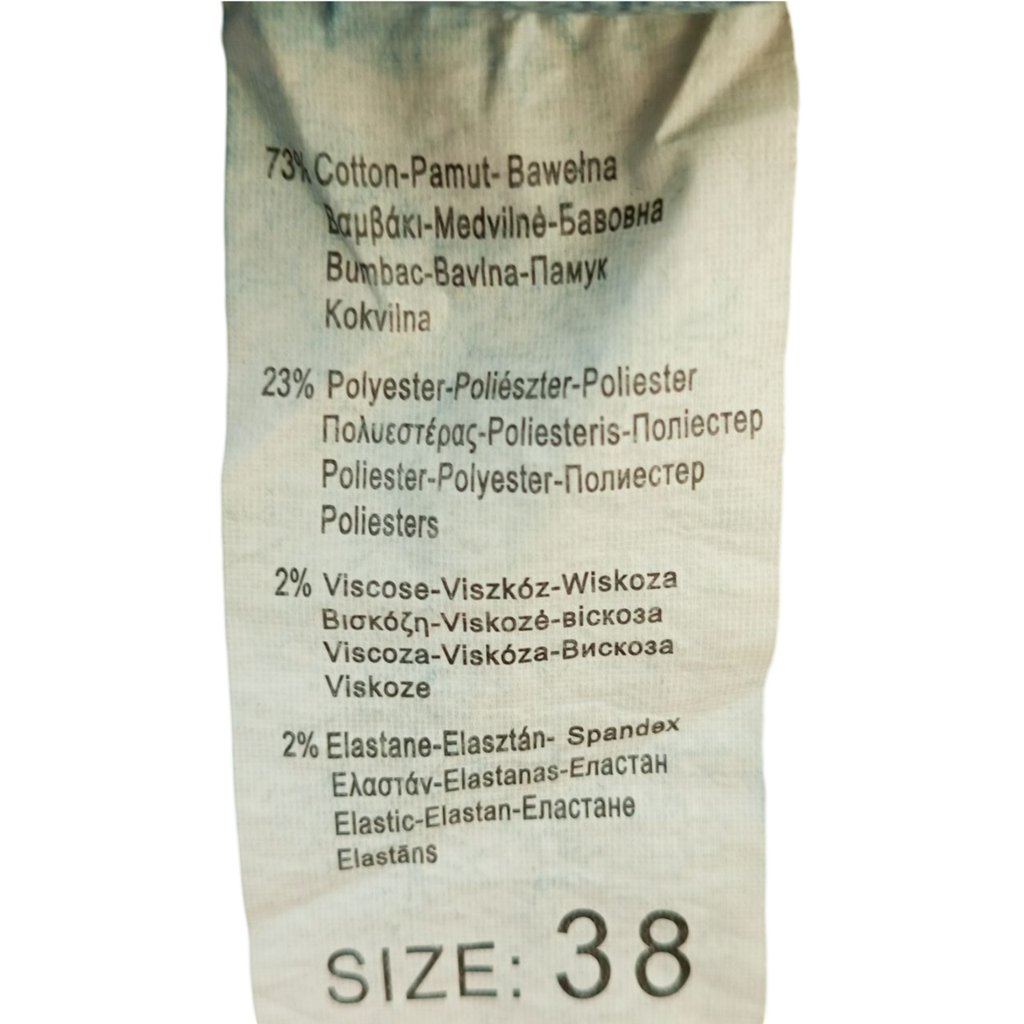 73% Cotton-Pamut- Bawełna
Βαμβάκι-Medvilnė-Бавовна
Bumbac-Bavlna-Памук
Kokvilna
23% Polyester-Poliészter-Poliester
Πολυεστέρας-Poliesteris-Поліестер
Poliester-Polyester-Полиестер
Poliesters
2% Viscose-Viszkóz-Wiskoza
Βισκόζη-Viskozė-віскоза
Viscoza-Viskóza-Вискоза
Viskoze
2% Elastane-Elasztán- Spandex
Ελαστάν-Elastanas-Еластан
Elastic-Elastan-Еластане
Elastāns
SIZE: 38